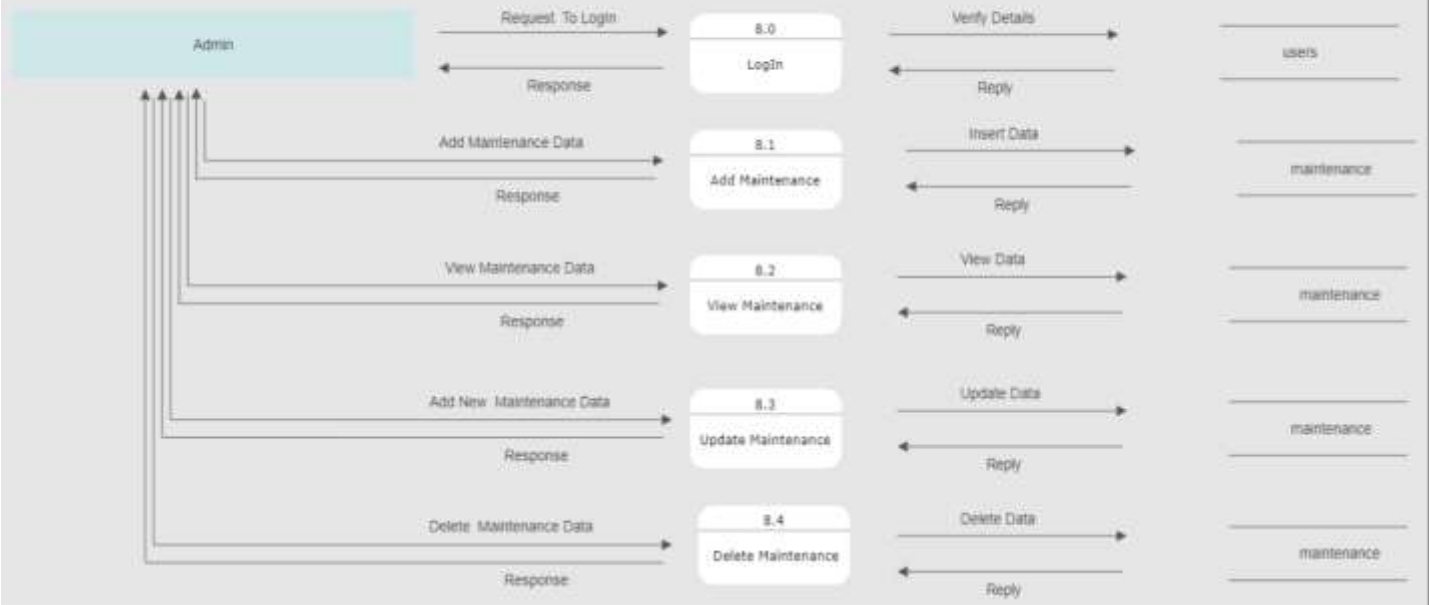 Request To LogIn
Verify Details
8.0
Admin
LogIn
users
Response
Reply
Add Maintenance Data
Insert Data
8.1
Add Maintenance
maintenance
Response
Reply
View Maintenance Data
View Data
8.2
View Maintenance
maintenance
Response
Reply
Add New Maintenance Data
Update Data
8.3
Update Maintenance
maintenance
Response
Reply
Delete Maintenance Data
Delete Data
8.4
Delete Maintenance
maintenance
Response
Reply